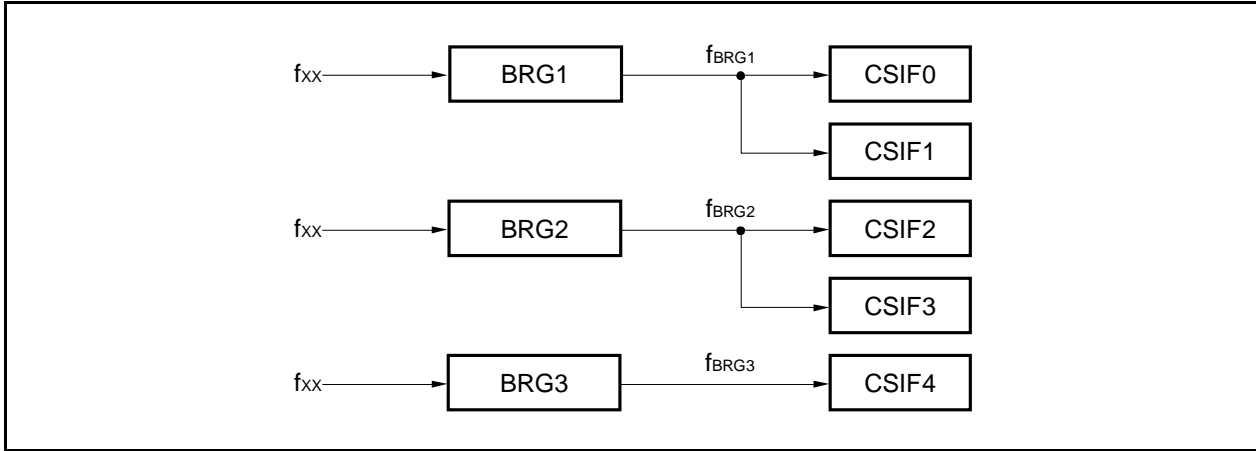 fXX BRG1 fBRG1 CSIF0
CSIF1
fXX BRG2 fBRG2 CSIF2
CSIF3
fXX BRG3 fBRG3 CSIF4